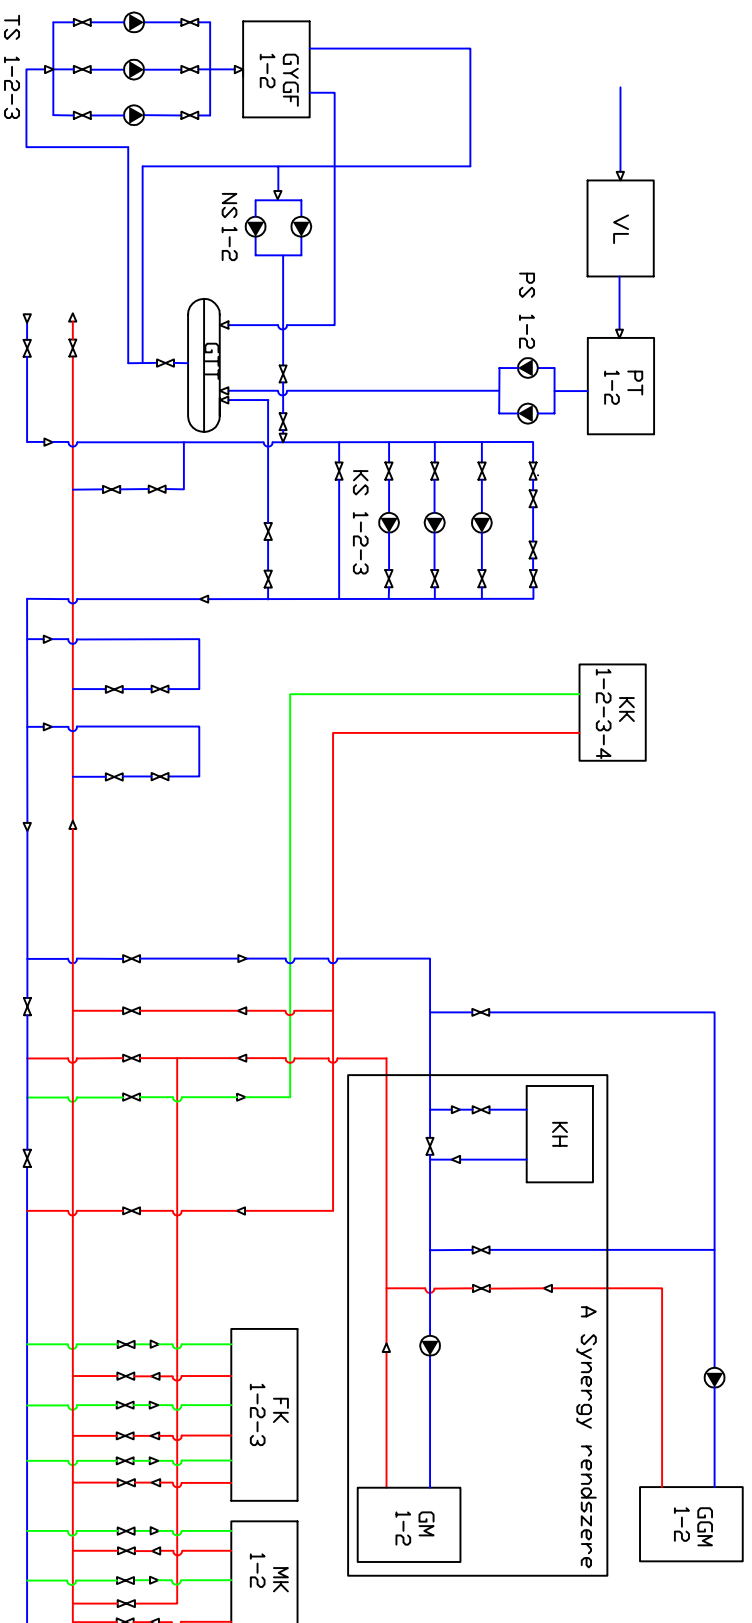 TS 1-2-3
GYGF
1-2
NS 1-2
VL
PS 1-2
PT
1-2
GTT
KS 1-2-3
KK
1-2-3-4
KH
A Synergy rendszere
FK
1-2-3
GM
1-2
GGM
1-2
MK
1-2